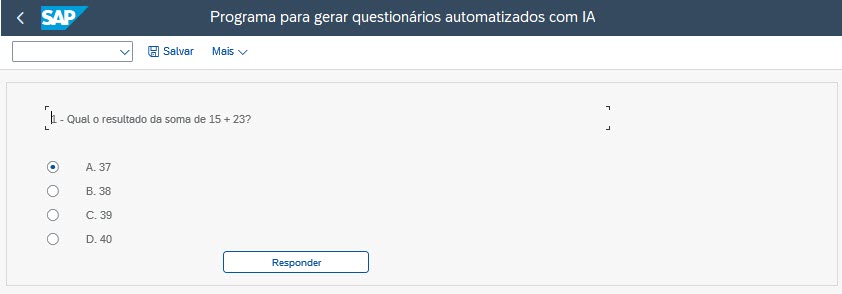 SAP
Programa para gerar questionários automatizados com IA
Salvar Mais
1 - Qual o resultado da soma de 15 + 23?
A. 37
B. 38
C. 39
D. 40
Responder